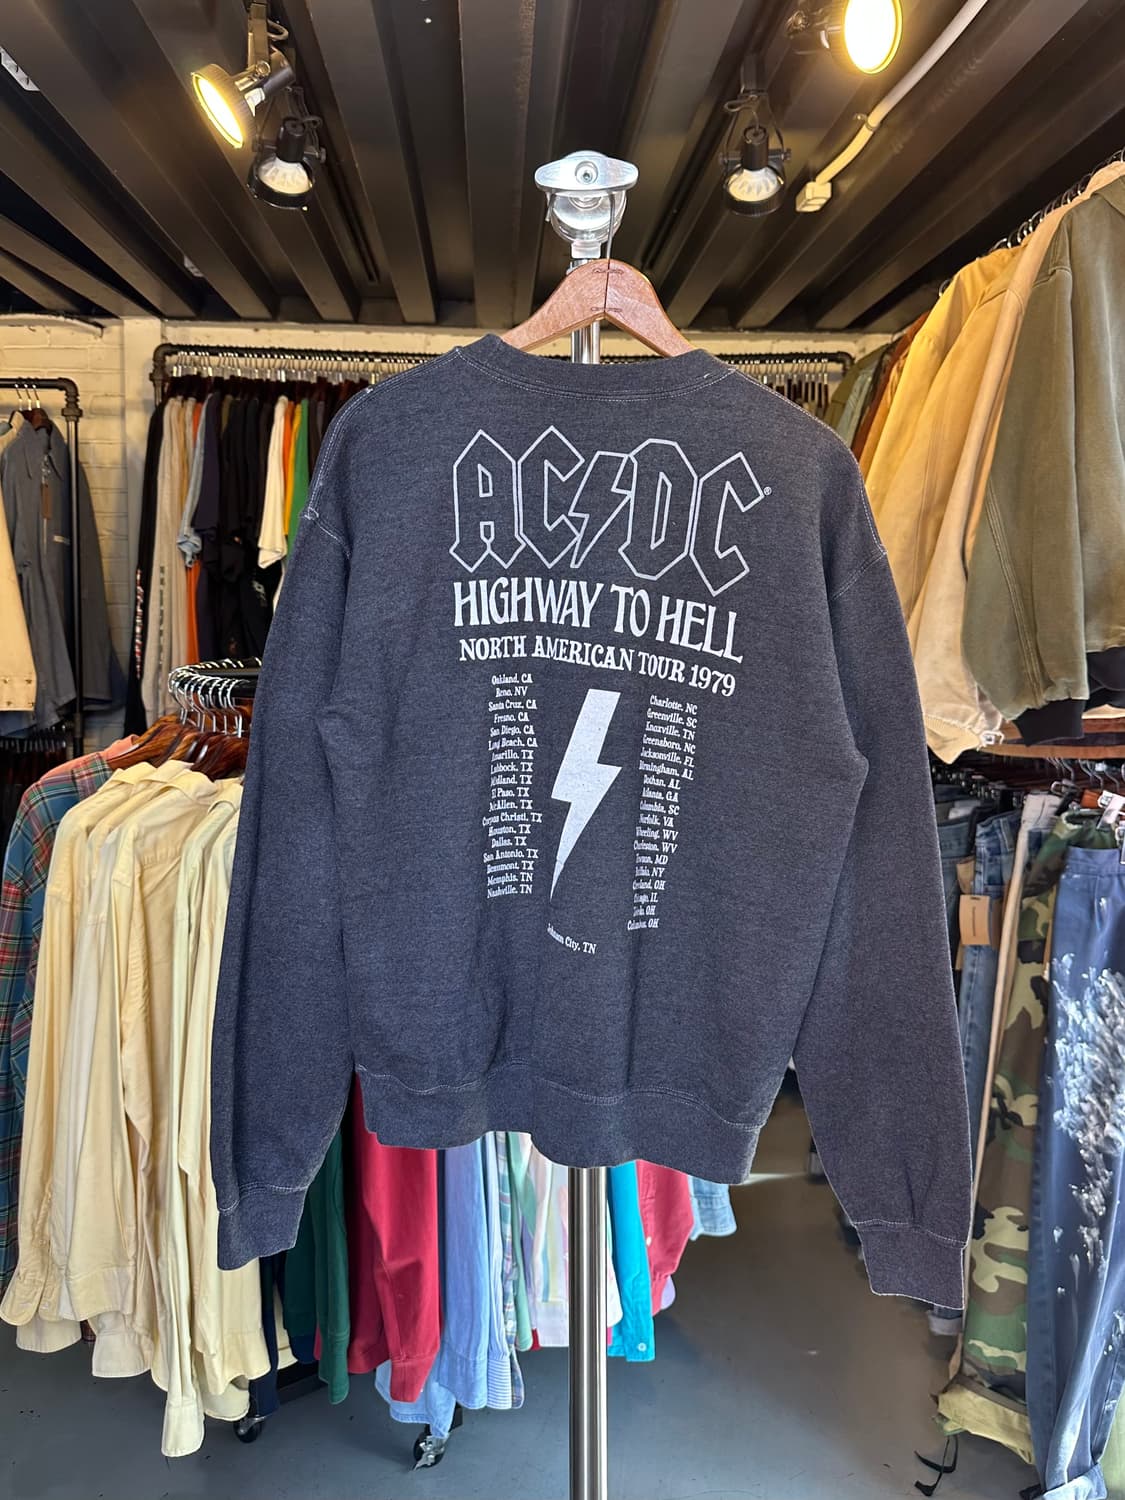 AC DC®
HIGHWAY TO HELL
NORTH AMERICAN TOUR 1979
Oakland, CA
Reno, NV
Santa Cruz, CA
Fresno, CA
San Diego, CA
Long Beach, CA
Amarillo, TX
Lubbock, TX
Midland, TX
El Paso, TX
McAllen, TX
Corpus Christi, TX
Houston, TX
Dallas, TX
San Antonio, TX
Beaumont, TX
Memphis, TN
Nashville, TN
Charlotte, NC
Greenville, SC
Knoxville, TN
Greensboro, NC
Jacksonville, FL
Birmingham, AL
Dothan, AL
Atlanta, GA
Columbia, SC
Norfolk, VA
Wheeling, WV
Charleston, WV
Towson, MD
Buffalo, NY
Cleveland, OH
Chicago, IL
Toledo, OH
Columbus, OH
Johnson City, TN